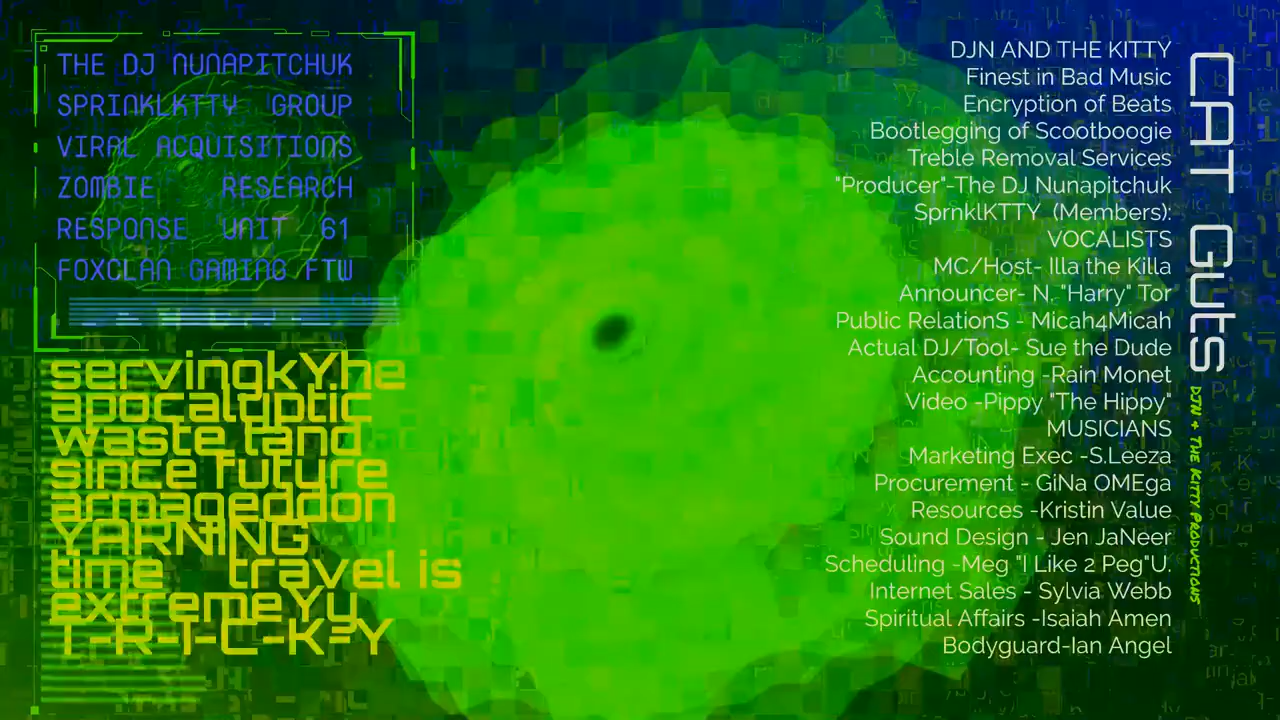 THE DJ NUNAPITCHUK
SPRINKLKTTY GROUP
VIRAL ACQUISITIONS
ZOMBIE RESEARCH
RESPONSE UNIT 61
FOXCLAN GAMING FTW
servingkY.he
apocalyptic
waste land
since future
armageddon
YARNING
time travel is
extremeYy
T-R-I-C-K-Y
DJN AND THE KITTY
Finest in Bad Music
Encryption of Beats
Bootlegging of Scootboogie
Treble Removal Services
"Producer"-The DJ Nunapitchuk
SprnklKTTY (Members):
VOCALISTS
MC/Host- Illa the Killa
Announcer- N. "Harry" Tor
Public RelationS - Micah4Micah
Actual DJ/Tool- Sue the Dude
Accounting -Rain Monet
Video -Pippy "The Hippy"
MUSICIANS
Marketing Exec -S.Leeza
Procurement - GiNa OMEga
Resources -Kristin Value
Sound Design - Jen JaNeer
Scheduling -Meg "I Like 2 Peg"U.
Internet Sales - Sylvia Webb
Spiritual Affairs -Isaiah Amen
Bodyguard-Ian Angel
CAT Guts
DJN + the Kitty Productions